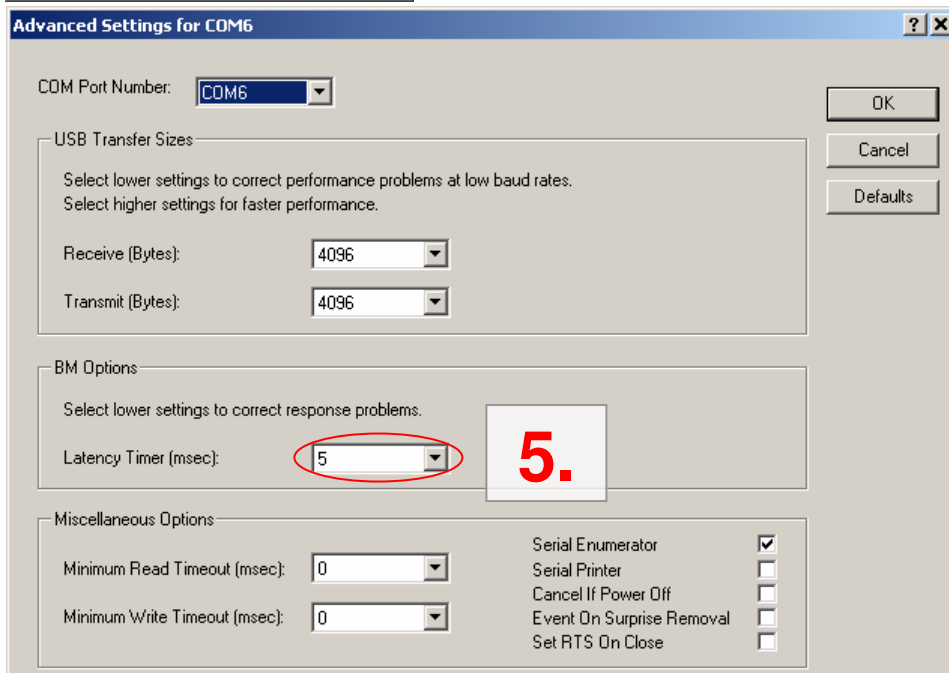 Advanced Settings for COM6
COM Port Number: COM6
OK
USB Transfer Sizes
Cancel
Select lower settings to correct performance problems at low baud rates.
Defaults
Select higher settings for faster performance.
Receive (Bytes): 4096
Transmit (Bytes): 4096
BM Options
Select lower settings to correct response problems.
Latency Timer (msec): 5
5.
Miscellaneous Options
Minimum Read Timeout (msec): 0
Minimum Write Timeout (msec): 0
Serial Enumerator
Serial Printer
Cancel If Power Off
Event On Surprise Removal
Set RTS On Close